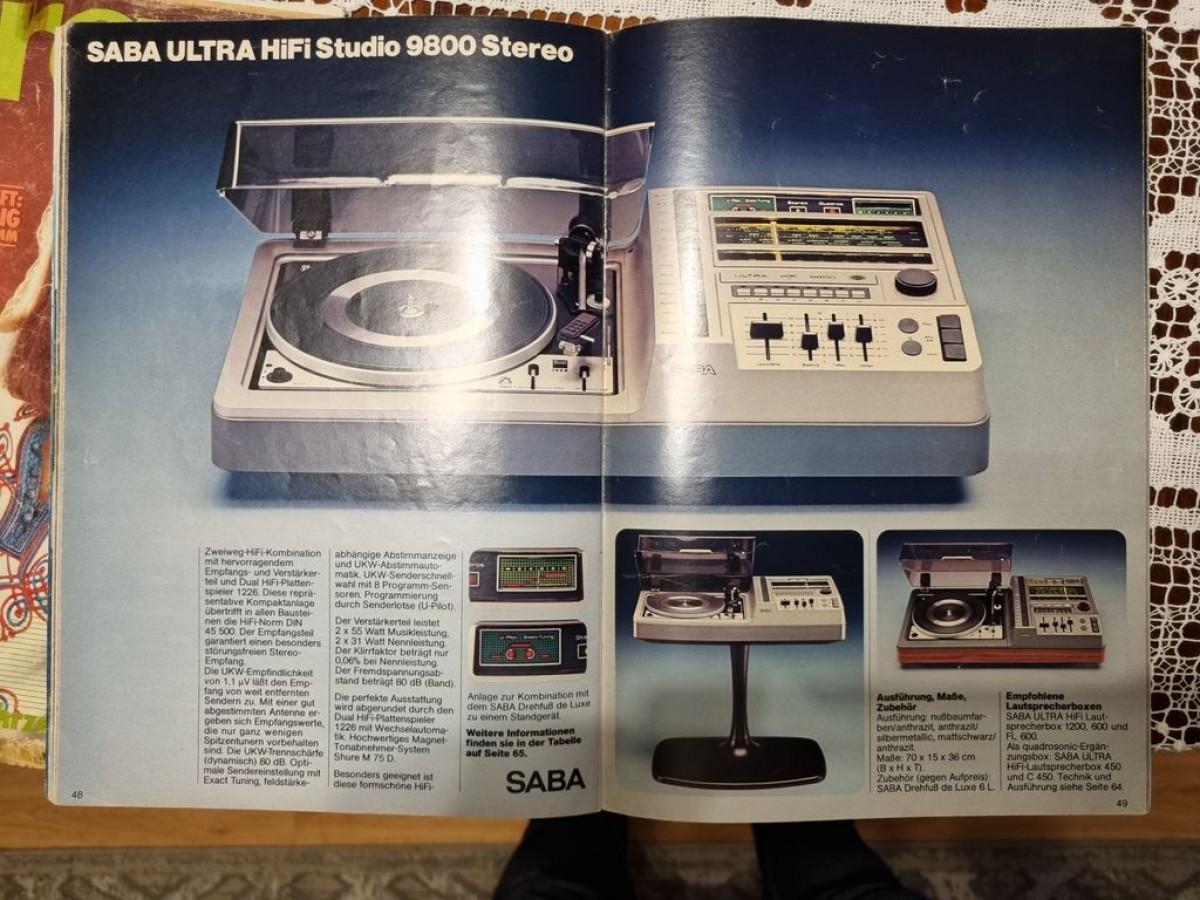 SABA ULTRA HiFi Studio 9800 Stereo
FT:
IG
Stereo
ULTRA HiFi 9800
SABA
Zweiweg-HiFi-Kombination
mit hervorragendem
Empfangs- und Verstärker-
teil und Dual HiFi-Platten-
spieler 1226. Diese reprä-
sentative Kompaktanlage
übertrifft in allen Baustei-
nen die HiFi-Norm DIN
45 500. Der Empfangsteil
garantiert einen besonders
störungsfreien Stereo-
Empfang.
Die UKW-Empfindlichkeit
von 1,1 µV läßt den Emp-
fang von weit entfernten
Sendern zu. Mit einer gut
abgestimmten Antenne er-
geben sich Empfangswerte,
die nur ganz wenigen
Spitzentunern vorbehalten
sind. Die UKW-Trennschärfe
(dynamisch) 80 dB. Opti-
male Sendereinstellung mit
Exact Tuning, feldstärke-
abhängige Abstimmanzeige
und UKW-Abstimmauto-
matik. UKW-Senderschnell-
wahl mit 8 Programm-Sen-
soren. Programmierung
durch Senderlotse (U-Pilot).
Der Verstärkerteil leistet
2 x 55 Watt Musikleistung,
2 x 31 Watt Nennleistung.
Der Klirrfaktor beträgt nur
0,06% bei Nennleistung.
Der Fremdspannungsab-
stand beträgt 80 dB (Band).
Die perfekte Ausstattung
wird abgerundet durch den
Dual HiFi-Plattenspieler
1226 mit Wechselautoma-
tik. Hochwertiges Magnet-
Tonabnehmer-System
Shure M 75 D.
Besonders geeignet ist
diese formschöne HiFi-
Anlage zur Kombination mit
dem SABA Drehfuß de Luxe
zu einem Standgerät.
Weitere Informationen
finden sie in der Tabelle
auf Seite 65.
SABA
Ausführung, Maße,
Zubehör
Ausführung: nußbaumfar-
ben/anthrazit, anthrazit/
silbermetallic, mattschwarz/
anthrazit.
Maße: 70 x 15 x 36 cm
(B x H x T).
Zubehör (gegen Aufpreis):
SABA Drehfuß de Luxe 6 L.
Empfohlene
Lautsprecherboxen
SABA ULTRA HiFi Laut-
sprecherbox 1200, 600 und
FL 600.
Als quadrosonic-Ergän-
zungsbox: SABA ULTRA
HiFi-Lautsprecherbox 450
und C 450. Technik und
Ausführung siehe Seite 64.
48
49